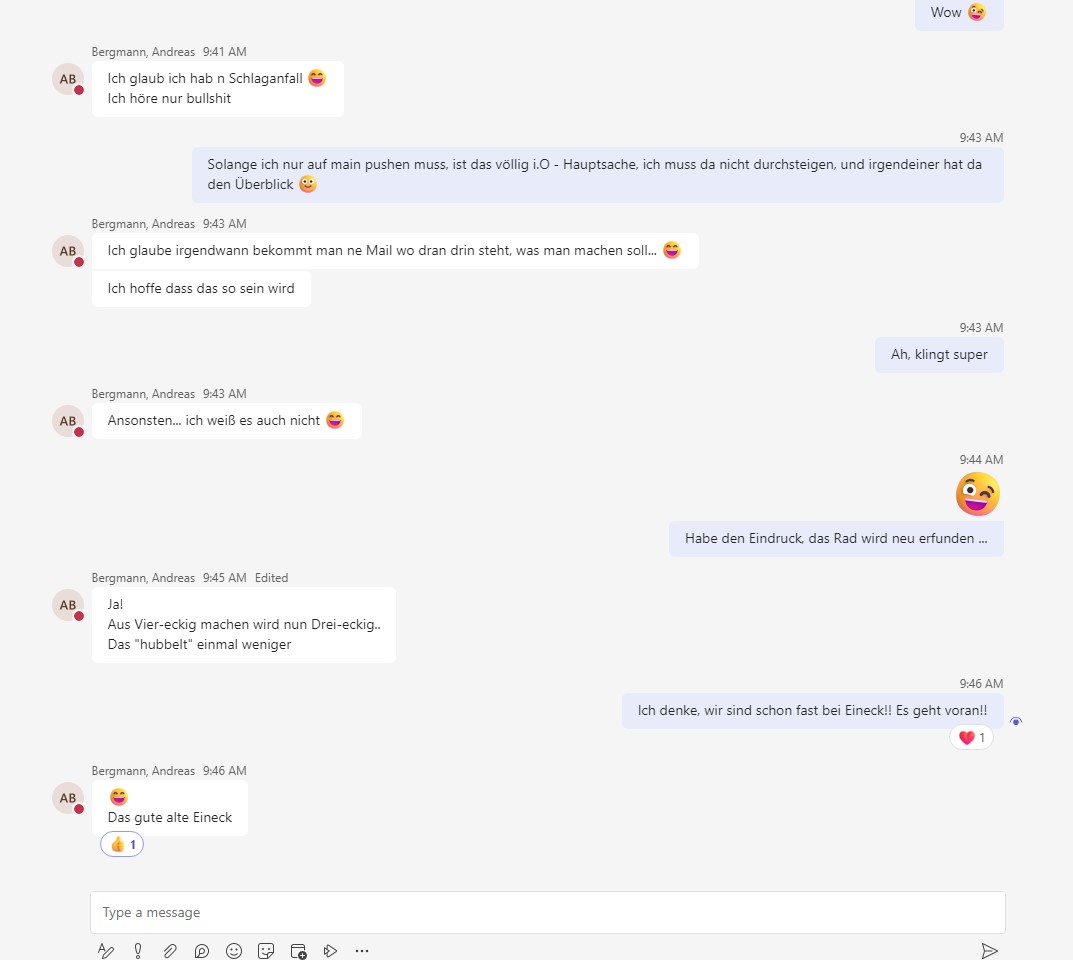 Wow 😜
Bergmann, Andreas 9:41 AM
AB
Ich glaub ich hab n Schlaganfall 😄
Ich höre nur bullshit
9:43 AM
Solange ich nur auf main pushen muss, ist das völlig i.O - Hauptsache, ich muss da nicht durchsteigen, und irgendeiner hat da
den Überblick 🙂
Bergmann, Andreas 9:43 AM
AB
Ich glaube irgendwann bekommt man ne Mail wo dran drin steht, was man machen soll... 😄
Ich hoffe dass das so sein wird
9:43 AM
Ah, klingt super
Bergmann, Andreas 9:43 AM
AB
Ansonsten... ich weiß es auch nicht 😄
9:44 AM
😜
Habe den Eindruck, das Rad wird neu erfunden ...
Bergmann, Andreas 9:45 AM Edited
AB
Ja!
Aus Vier-eckig machen wird nun Drei-eckig..
Das "hubbelt" einmal weniger
9:46 AM
Ich denke, wir sind schon fast bei Eineck!! Es geht voran!!
❤️ 1
Bergmann, Andreas 9:46 AM
AB
😄
Das gute alte Eineck
👍 1
Type a message